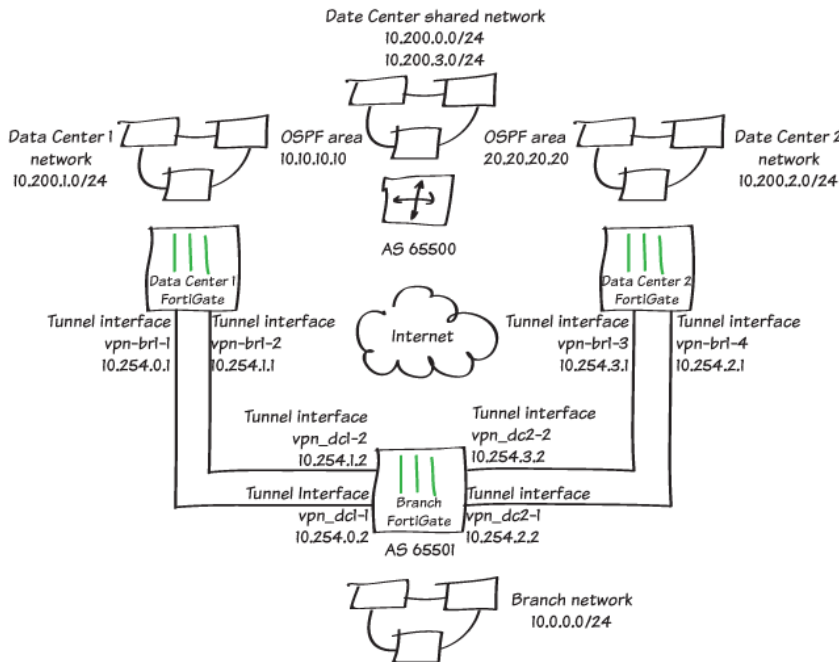 Date Center shared network
10.200.0.0/24
10.200.3.0/24
Data Center 1
network
10.200.1.0/24
OSPF area
10.10.10.10
OSPF area
20.20.20.20
Date Center 2
network
10.200.2.0/24
AS 65500
Data Center 1
FortiGate
Data Center 2
FortiGate
Internet
Tunnel interface
vpn-br1-1
10.254.0.1
Tunnel interface
vpn-br1-2
10.254.1.1
Tunnel interface
vpn-br1-3
10.254.3.1
Tunnel interface
vpn-br1-4
10.254.2.1
Tunnel interface
vpn_dc1-2
10.254.1.2
Tunnel interface
vpn_dc2-2
10.254.3.2
Tunnel Interface
vpn_dc1-1
10.254.0.2
Branch
FortiGate
Tunnel interface
vpn_dc2-1
10.254.2.2
AS 65501
Branch network
10.0.0.0/24